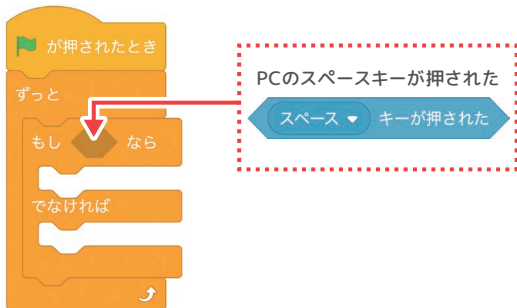 が押されたとき
ずっと
もし なら
でなければ
PCのスペースキーが押された
スペース キーが押された